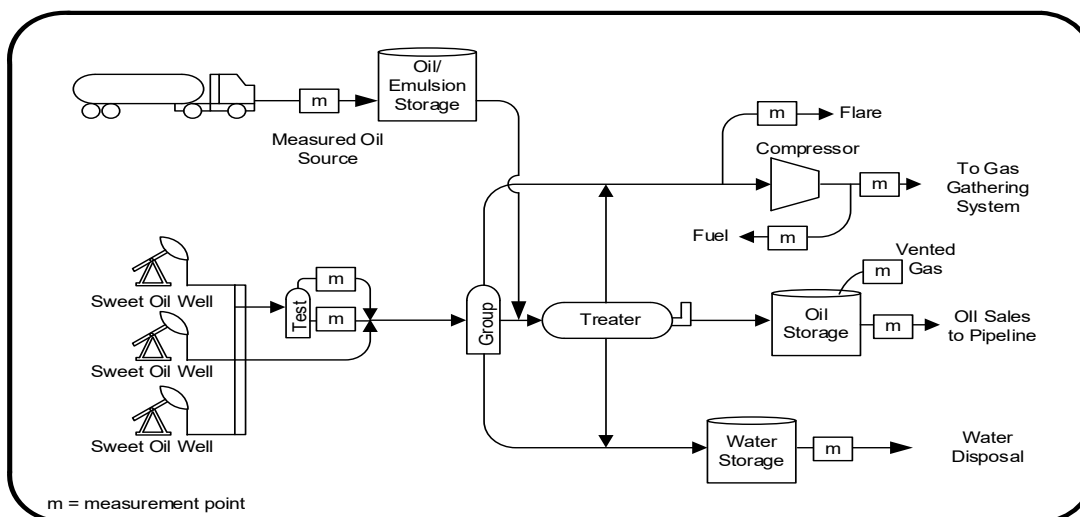 Oil/
Emulsion
Storage
m
Measured Oil
Source
m
Flare
Compressor
m
To Gas
Gathering
System
Fuel
m
Vented
Gas
m
Sweet Oil Well
Test
m
m
Group
Treater
Oil
Storage
m
OIl Sales
to Pipeline
Sweet Oil Well
Sweet Oil Well
Water
Storage
m
Water
Disposal
m = measurement point